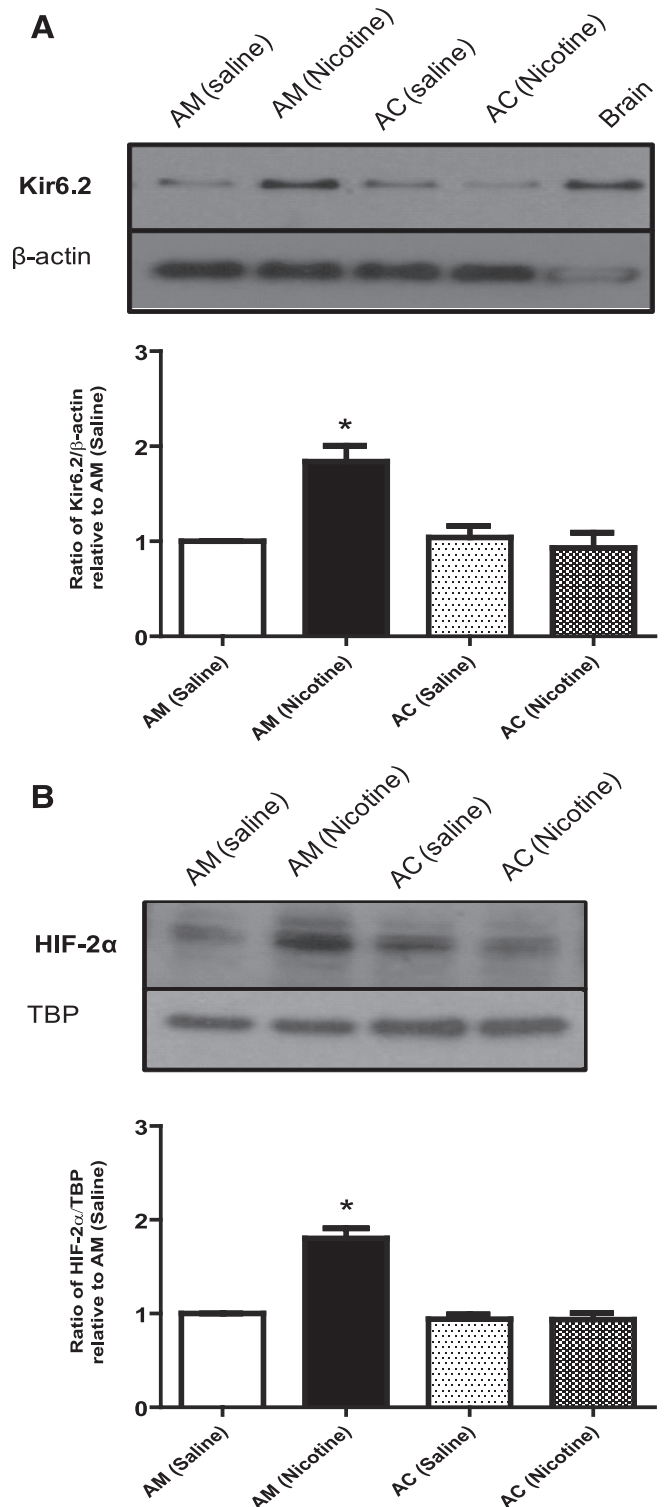 A
AM (saline)
AM (Nicotine)
AC (saline)
AC (Nicotine)
Brain
Kir6.2
β-actin
Ratio of Kir6.2/β-actin
relative to AM (Saline)
3
2
1
0
*
AM (Saline)
AM (Nicotine)
AC (Saline)
AC (Nicotine)
B
AM (saline)
AM (Nicotine)
AC (saline)
AC (Nicotine)
HIF-2α
TBP
Ratio of HIF-2α/TBP
relative to AM (Saline)
3
2
1
0
*
AM (Saline)
AM (Nicotine)
AC (Saline)
AC (Nicotine)